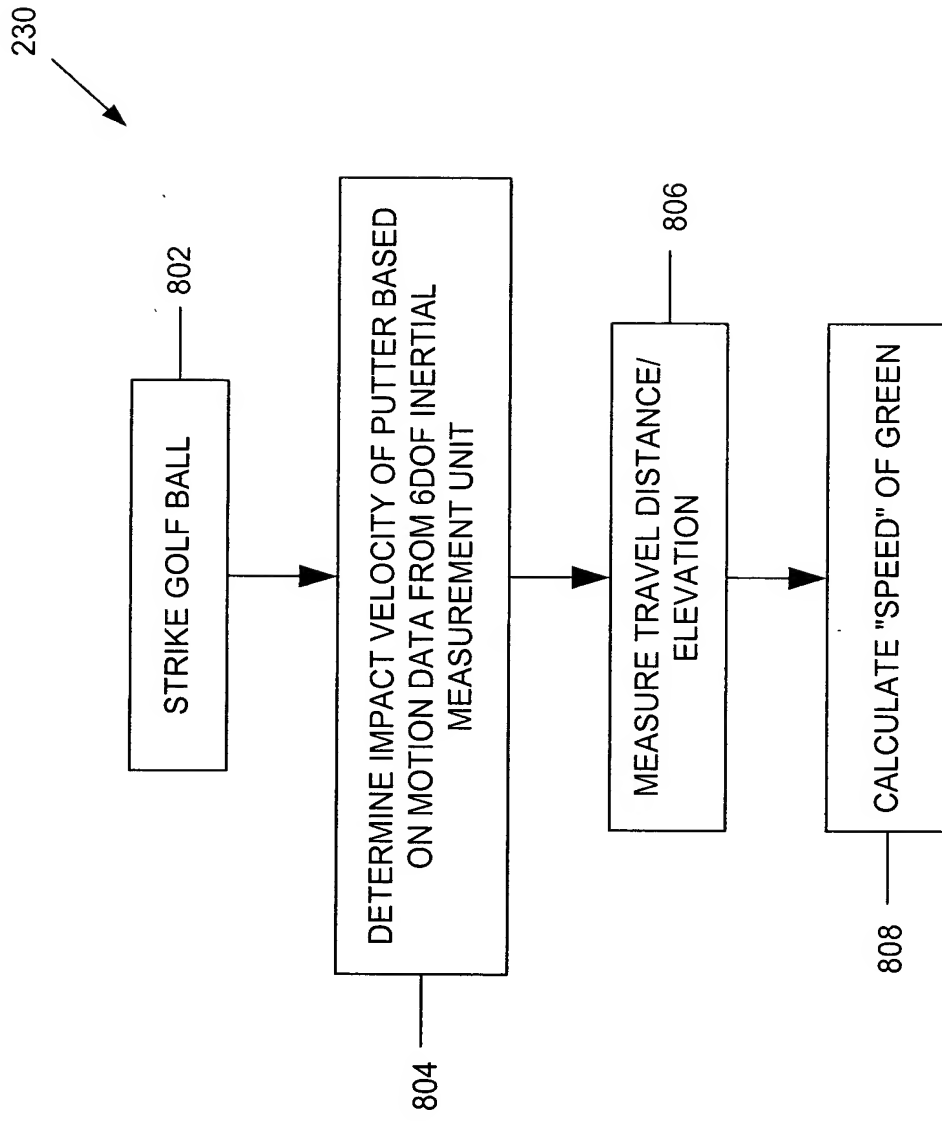 230
STRIKE GOLF BALL
802
DETERMINE IMPACT VELOCITY OF PUTTER BASED
ON MOTION DATA FROM 6DOF INERTIAL
MEASUREMENT UNIT
804
MEASURE TRAVEL DISTANCE/
ELEVATION
806
CALCULATE "SPEED" OF GREEN
808